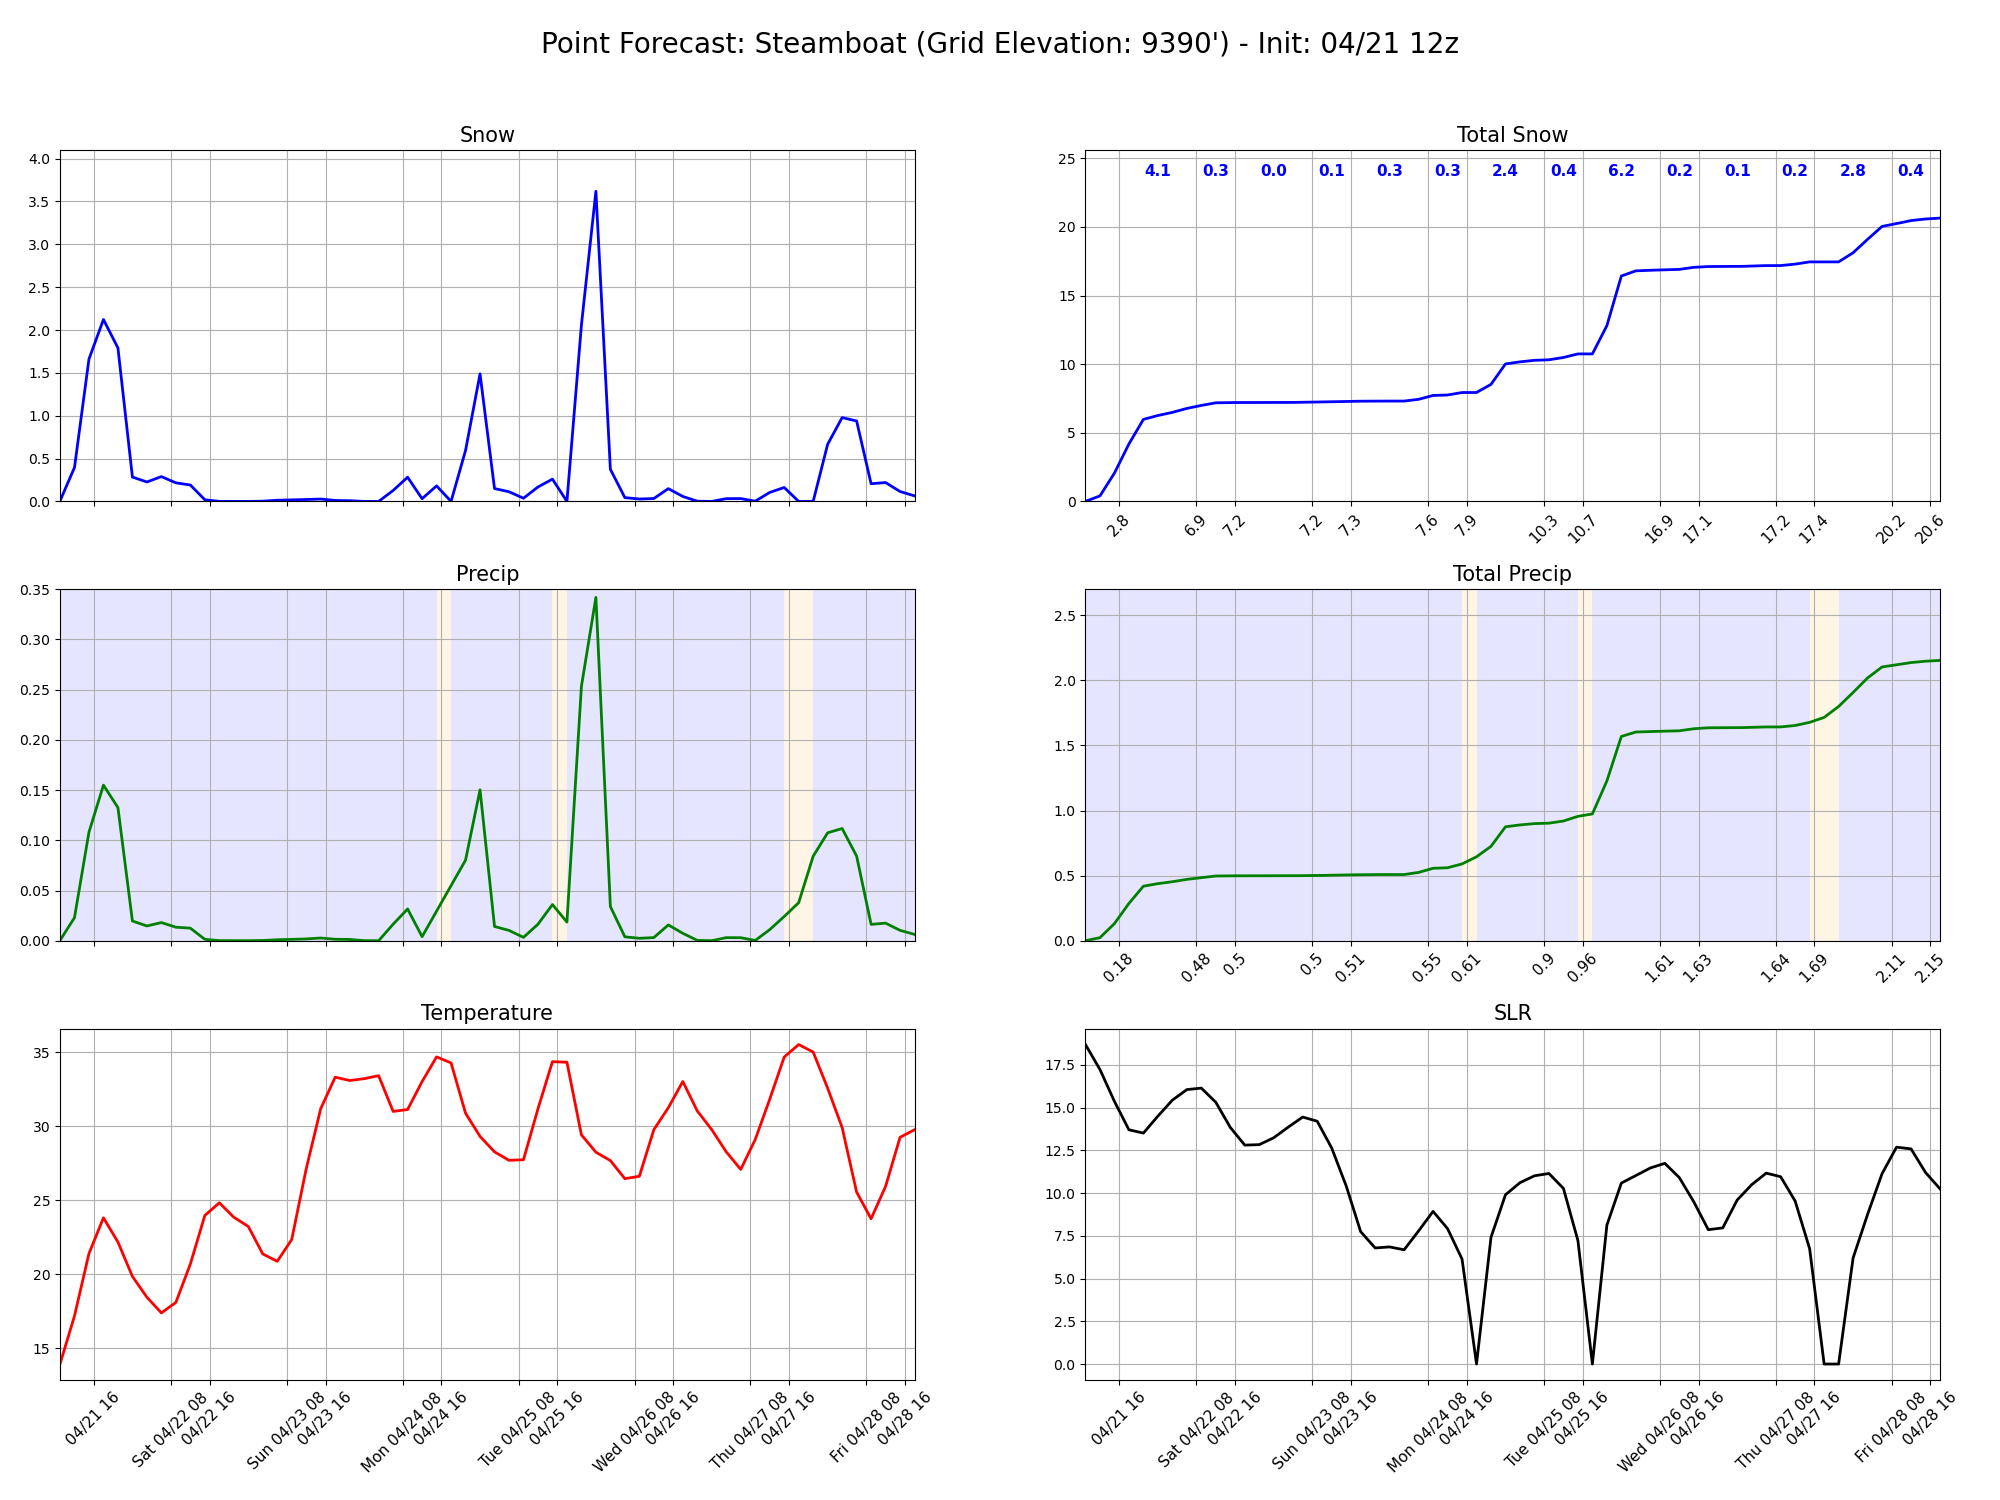 Point Forecast: Steamboat (Grid Elevation: 9390') - Init: 04/21 12z
Snow
4.0
3.5
3.0
2.5
2.0
1.5
1.0
0.5
0.0
Total Snow
4.1 0.3 0.0 0.1 0.3 0.3 2.4 0.4 6.2 0.2 0.1 0.2 2.8 0.4
25
20
15
10
5
0
2.8 6.9 7.2 7.2 7.3 7.6 7.9 10.3 10.7 16.9 17.1 17.2 17.4 20.2 20.6
Precip
0.35
0.30
0.25
0.20
0.15
0.10
0.05
0.00
Total Precip
2.5
2.0
1.5
1.0
0.5
0.0
0.18 0.48 0.5 0.5 0.51 0.55 0.61 0.9 0.96 1.61 1.63 1.64 1.69 2.11 2.15
Temperature
35
30
25
20
15
04/21 16
Sat 04/22 08
04/22 16
Sun 04/23 08
04/23 16
Mon 04/24 08
04/24 16
Tue 04/25 08
04/25 16
Wed 04/26 08
04/26 16
Thu 04/27 08
04/27 16
Fri 04/28 08
04/28 16
SLR
17.5
15.0
12.5
10.0
7.5
5.0
2.5
0.0
04/21 16
Sat 04/22 08
04/22 16
Sun 04/23 08
04/23 16
Mon 04/24 08
04/24 16
Tue 04/25 08
04/25 16
Wed 04/26 08
04/26 16
Thu 04/27 08
04/27 16
Fri 04/28 08
04/28 16